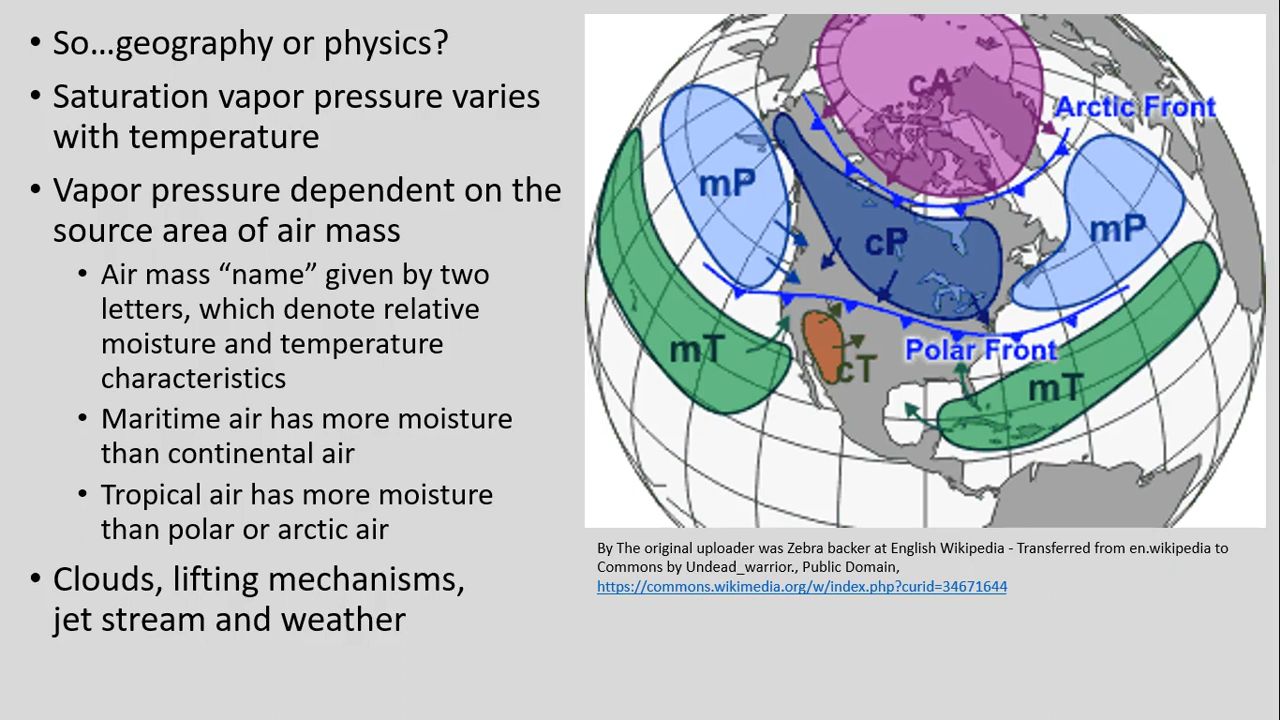 • So…geography or physics?
• Saturation vapor pressure varies
with temperature
• Vapor pressure dependent on the
source area of air mass
• Air mass “name” given by two
letters, which denote relative
moisture and temperature
characteristics
• Maritime air has more moisture
than continental air
• Tropical air has more moisture
than polar or arctic air
• Clouds, lifting mechanisms,
jet stream and weather
cA
Arctic Front
mP
cP
mP
mT
cT
Polar Front
mT
By The original uploader was Zebra backer at English Wikipedia - Transferred from en.wikipedia to
Commons by Undead_warrior., Public Domain,
https://commons.wikimedia.org/w/index.php?curid=34671644